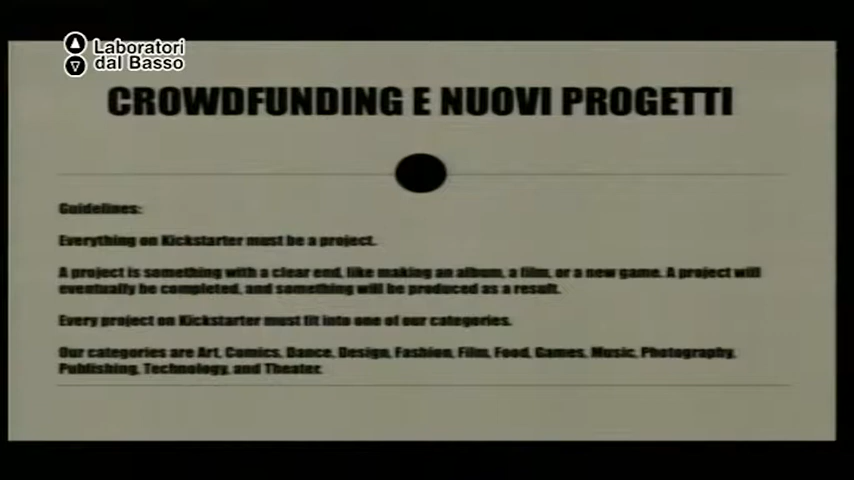 Laboratori
dal Basso
CROWDFUNDING E NUOVI PROGETTI
Guidelines:
Everything on Kickstarter must be a project.
A project is something with a clear end, like making an album, a film, or a new game. A project will
eventually be completed, and something will be produced as a result.
Every project on Kickstarter must fit into one of our categories.
Our categories are Art, Comics, Dance, Design, Fashion, Film, Food, Games, Music, Photography,
Publishing, Technology, and Theater.